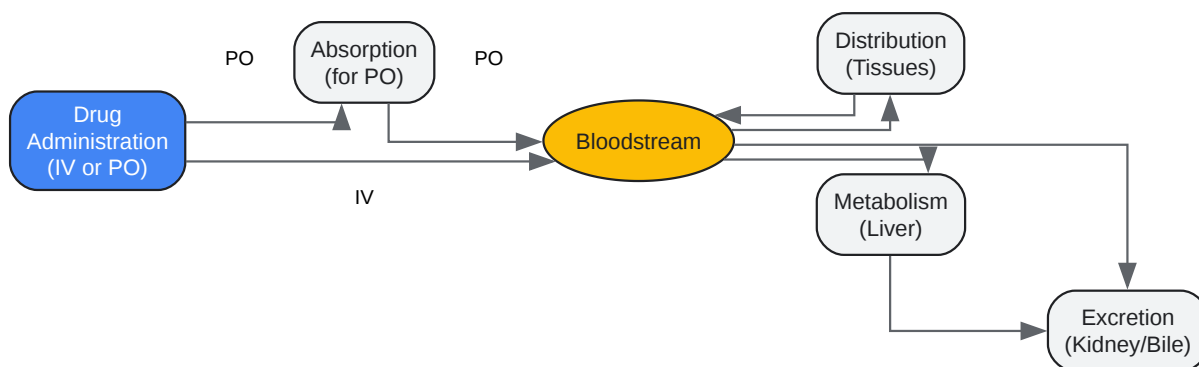 PO
Absorption
(for PO)
PO
Distribution
(Tissues)
Drug
Administration
(IV or PO)
Bloodstream
IV
Metabolism
(Liver)
Excretion
(Kidney/Bile)